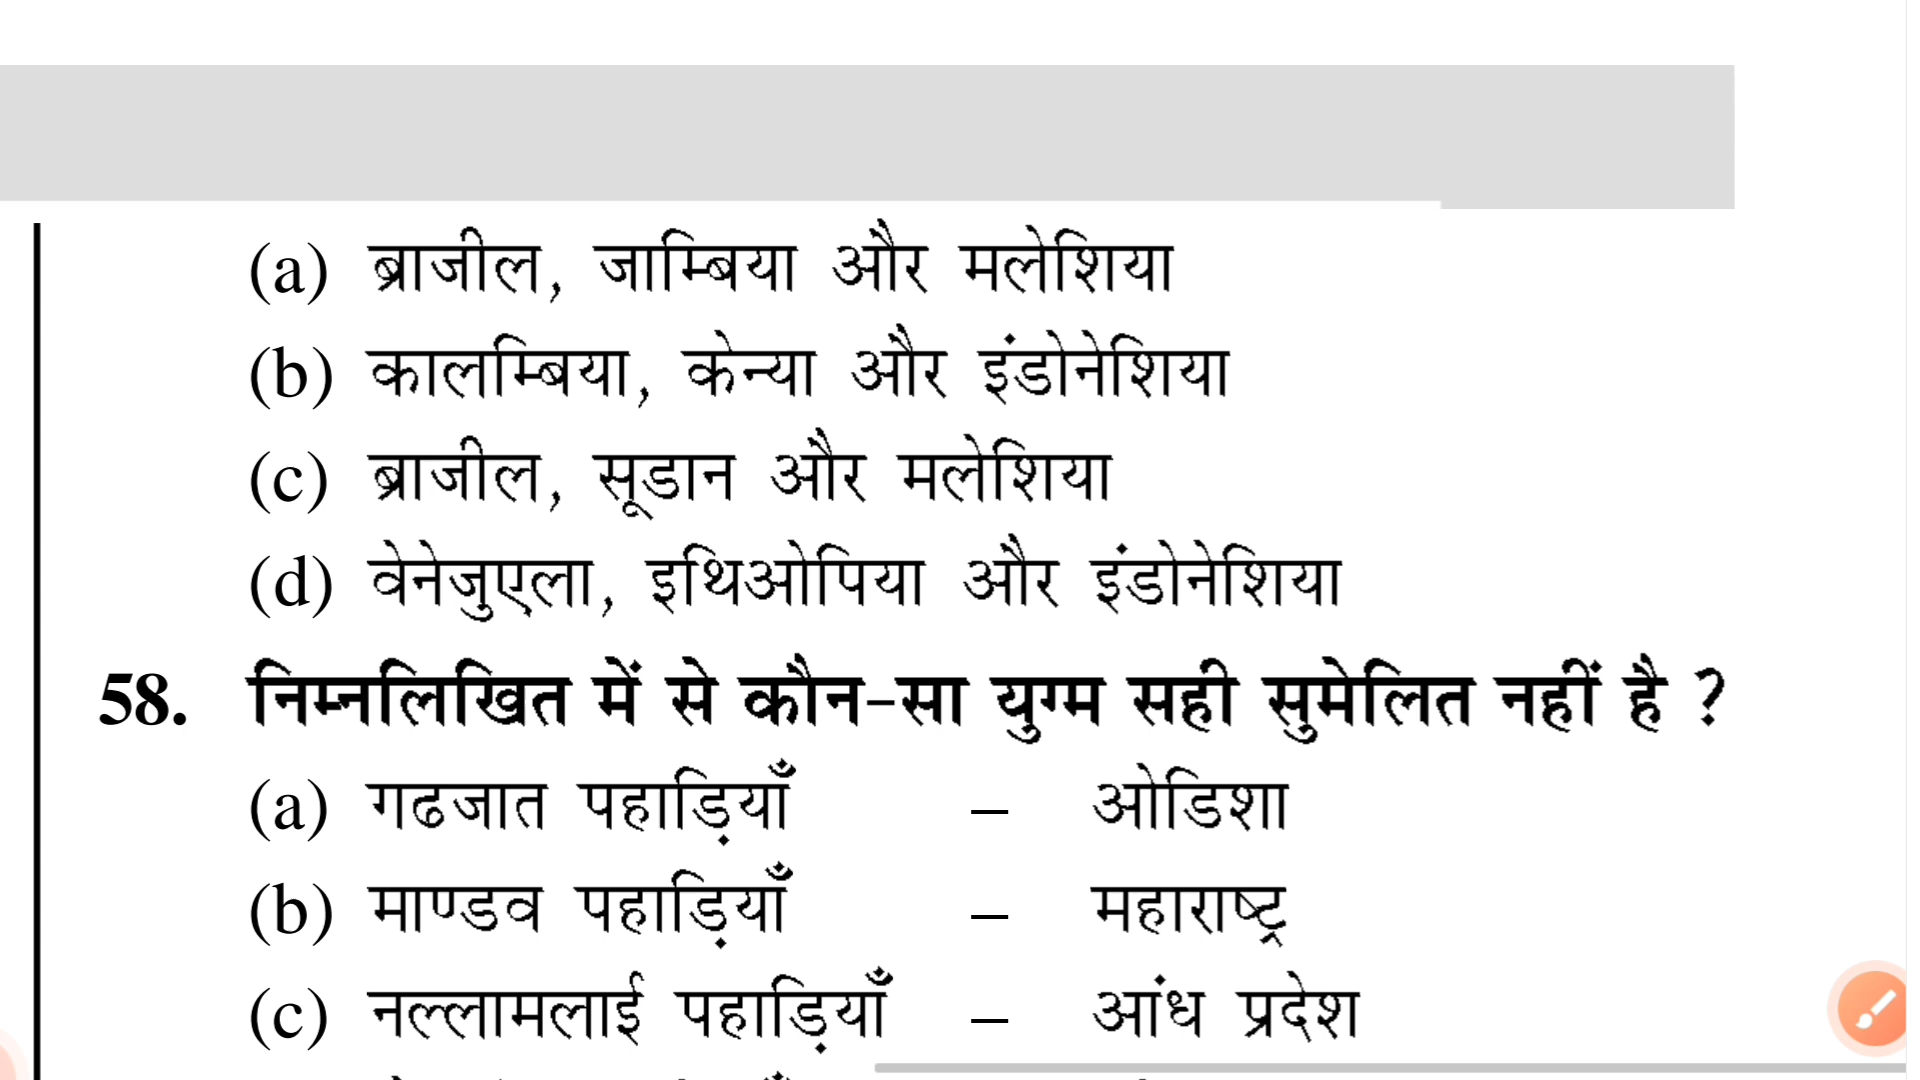 (a) ब्राजील, जाम्बिया और मलेशिया
(b) कालम्बिया, केन्या और इंडोनेशिया
(c) ब्राजील, सूडान और मलेशिया
(d) वेनेजुएला, इथिओपिया और इंडोनेशिया
58. निम्नलिखित में से कौन-सा युग्म सही सुमेलित नहीं है ?
(a) गढजात पहाड़ियाँ – ओडिशा
(b) माण्डव पहाड़ियाँ – महाराष्ट्र
(c) नल्लामलाई पहाड़ियाँ – आंध प्रदेश